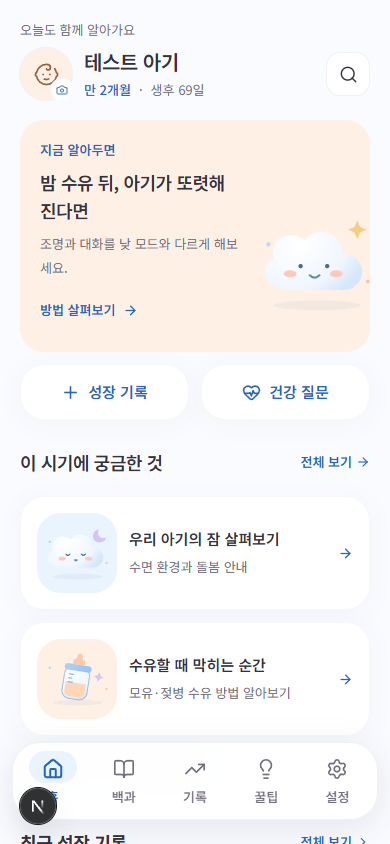 오늘도 함께 알아가요
테스트 아기
만 2개월 · 생후 69일
지금 알아두면
밤 수유 뒤, 아기가 또렷해
진다면
조명과 대화를 낮 모드와 다르게 해보
세요.
방법 살펴보기
성장 기록
건강 질문
이 시기에 궁금한 것
전체 보기
우리 아기의 잠 살펴보기
수면 환경과 돌봄 안내
수유할 때 막히는 순간
모유·젖병 수유 방법 알아보기
백과
기록
꿀팁
설정
N
최근 성장 기록
전체 보기